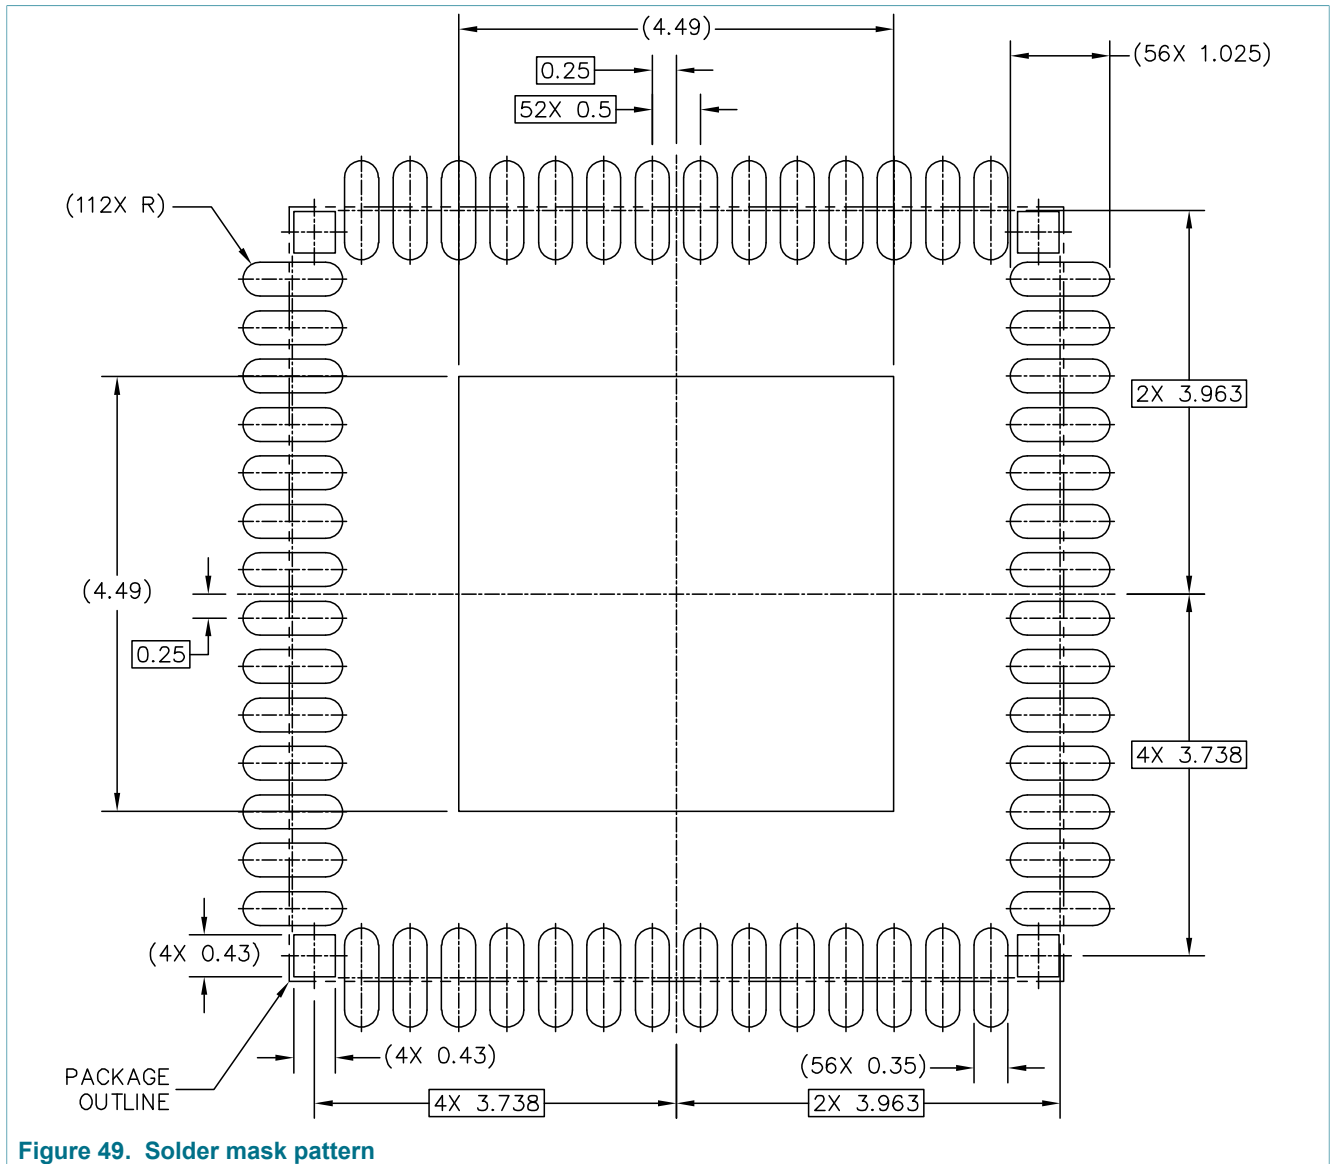 (4.49)
0.25
(56X 1.025)
52X 0.5
(112X R)
2X 3.963
(4.49)
0.25
4X 3.738
(4X 0.43)
(4X 0.43)
(56X 0.35)
PACKAGE
OUTLINE
4X 3.738
2X 3.963
Figure 49. Solder mask pattern